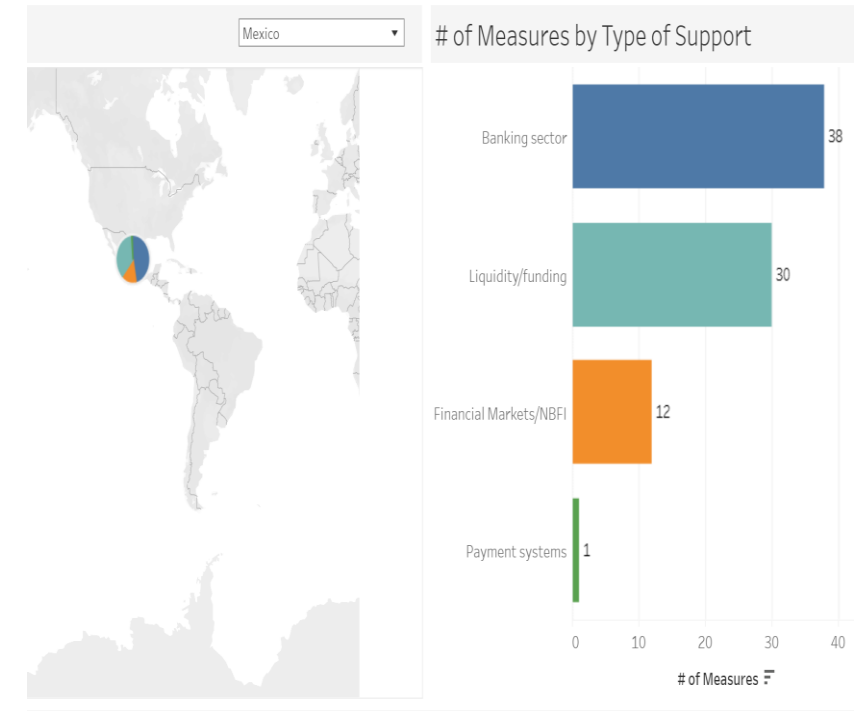 Mexico
# of Measures by Type of Support
Banking sector 38
Liquidity/funding 30
Financial Markets/NBFI 12
Payment systems 1
0 10 20 30 40
# of Measures